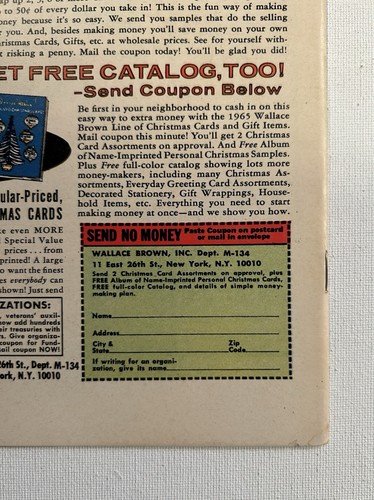 to 50¢ of every dollar you take in! This is the fun way of making
money because it's so easy. We send you samples that do the selling
for you. And, besides making money you'll save money on your own
Christmas Cards, Gifts, etc. at wholesale prices. See for yourself with-
out risking a penny. Mail the coupon today! You'll be glad you did!
GET FREE CATALOG, TOO!
-Send Coupon Below
Be first in your neighborhood to cash in on this
easy way to extra money with the 1965 Wallace
Brown Line of Christmas Cards and Gift Items.
Mail coupon this minute! You'll get 2 Christmas
Card Assortments on approval. And Free Album
of Name-Imprinted Personal Christmas Samples.
Plus Free full-color catalog showing lots more
money-makers, including many Christmas As-
sortments, Everyday Greeting Card Assortments,
Decorated Stationery, Gift Wrappings, House-
hold Items, etc. Everything you need to start
making money at once—and we show you how.
ular-Priced,
MAS CARDS
e even MORE
Special Value
prices . . . from
printed! A large
want the finest
es everybody can
shown! Just send
ZATIONS:
, veterans' auxil-
how add hundreds
their treasuries with
s. Give organiza-
coupon for Fund-
ail coupon NOW!
26th St., Dept. M-134
ork, N.Y. 10010
SEND NO MONEY Paste Coupon on postcard
or mail in envelope
WALLACE BROWN, INC. Dept. M-134
11 East 26th St., New York, N.Y. 10010
Send 2 Christmas Card Assortments on approval, plus
FREE Album of Name-Imprinted Personal Christmas Cards,
FREE full-color Catalog, and details of simple money-
making plan.
Name
Address
City &
State
Zip
Code
If writing for an organi-
zation, give its name